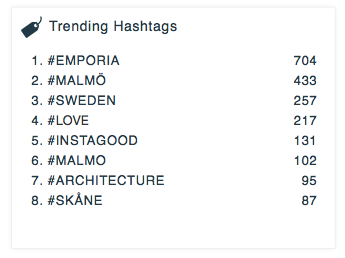 Trending Hashtags
1. #EMPORIA 704
2. #MALMÖ 433
3. #SWEDEN 257
4. #LOVE 217
5. #INSTAGOOD 131
6. #MALMO 102
7. #ARCHITECTURE 95
8. #SKÅNE 87